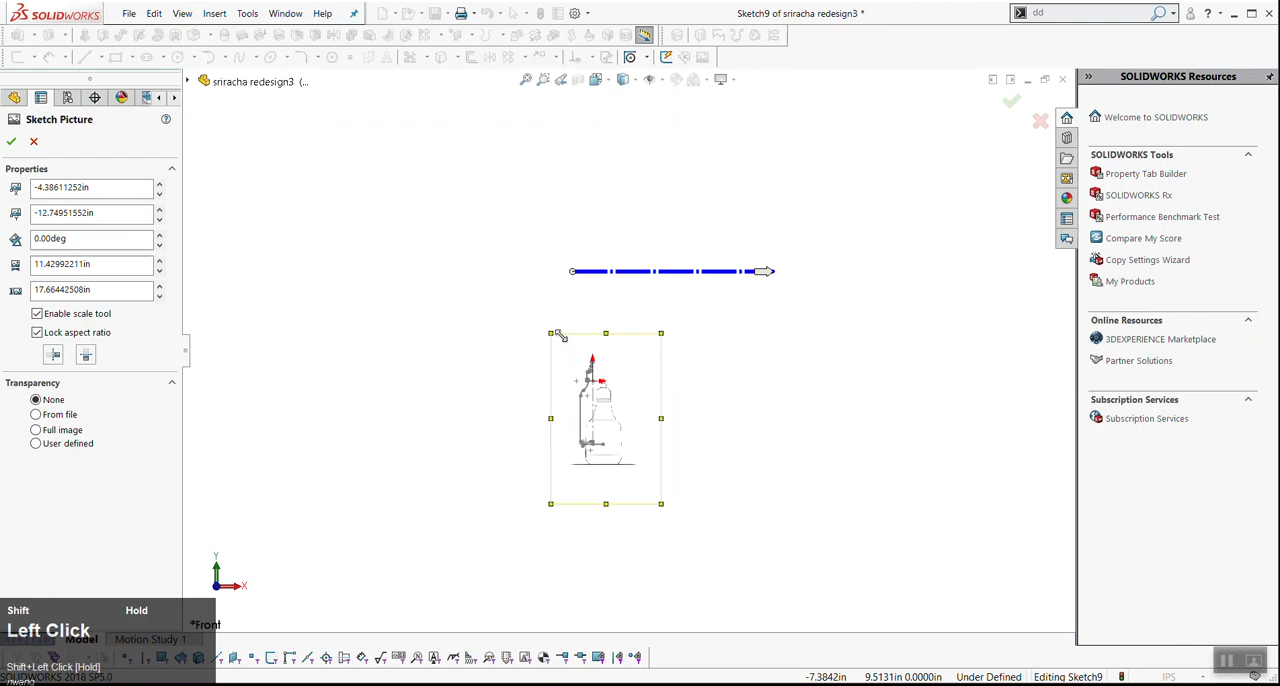 SOLIDWORKS File Edit View Insert Tools Window Help Sketch9 of sriracha redesign3 * dd ?
sriracha redesign3 (...
SOLIDWORKS Resources
Sketch Picture
Properties
-4.38611252in
-12.74951552in
0.00deg
11.42992211in
17.66442508in
Enable scale tool
Lock aspect ratio
Transparency
None
From file
Full image
User defined
Welcome to SOLIDWORKS
SOLIDWORKS Tools
Property Tab Builder
SOLIDWORKS Rx
Performance Benchmark Test
Compare My Score
Copy Settings Wizard
My Products
Online Resources
3DEXPERIENCE Marketplace
Partner Solutions
Subscription Services
Subscription Services
Y
X
*Front
Shift Hold
Left Click
Shift+Left Click [Hold]
nwang
Model Motion Study 1
SOLIDWORKS 2018 SP5.0
-7.3842in 9.5131in 0.0000in Under Defined Editing Sketch9 IPS